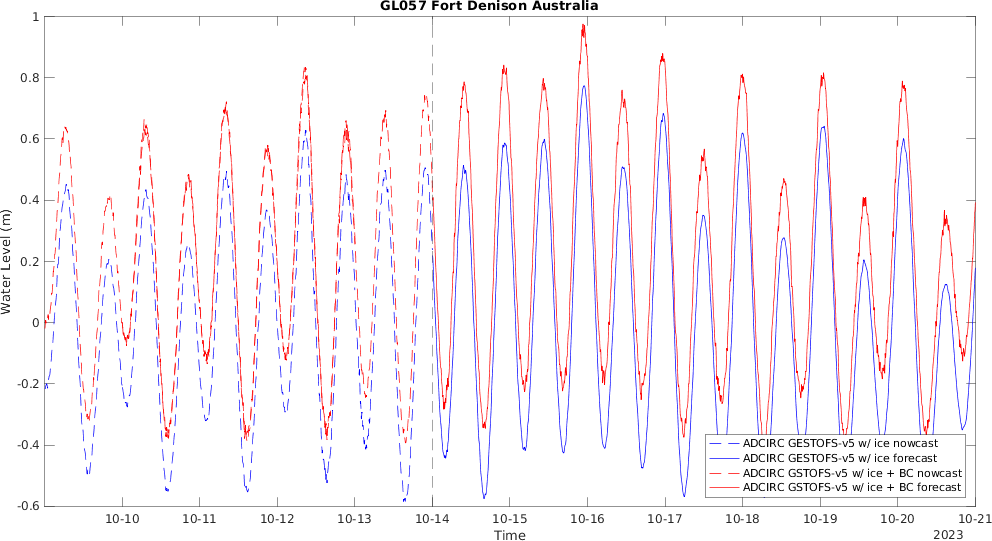 GL057 Fort Denison Australia
1
0.8
0.6
0.4
0.2
0
-0.2
-0.4
-0.6
Water Level (m)
ADCIRC GESTOFS-v5 w/ ice nowcast
ADCIRC GESTOFS-v5 w/ ice forecast
ADCIRC GSTOFS-v5 w/ ice + BC nowcast
ADCIRC GSTOFS-v5 w/ ice + BC forecast
10-10 10-11 10-12 10-13 10-14 10-15 10-16 10-17 10-18 10-19 10-20 10-21
Time
2023